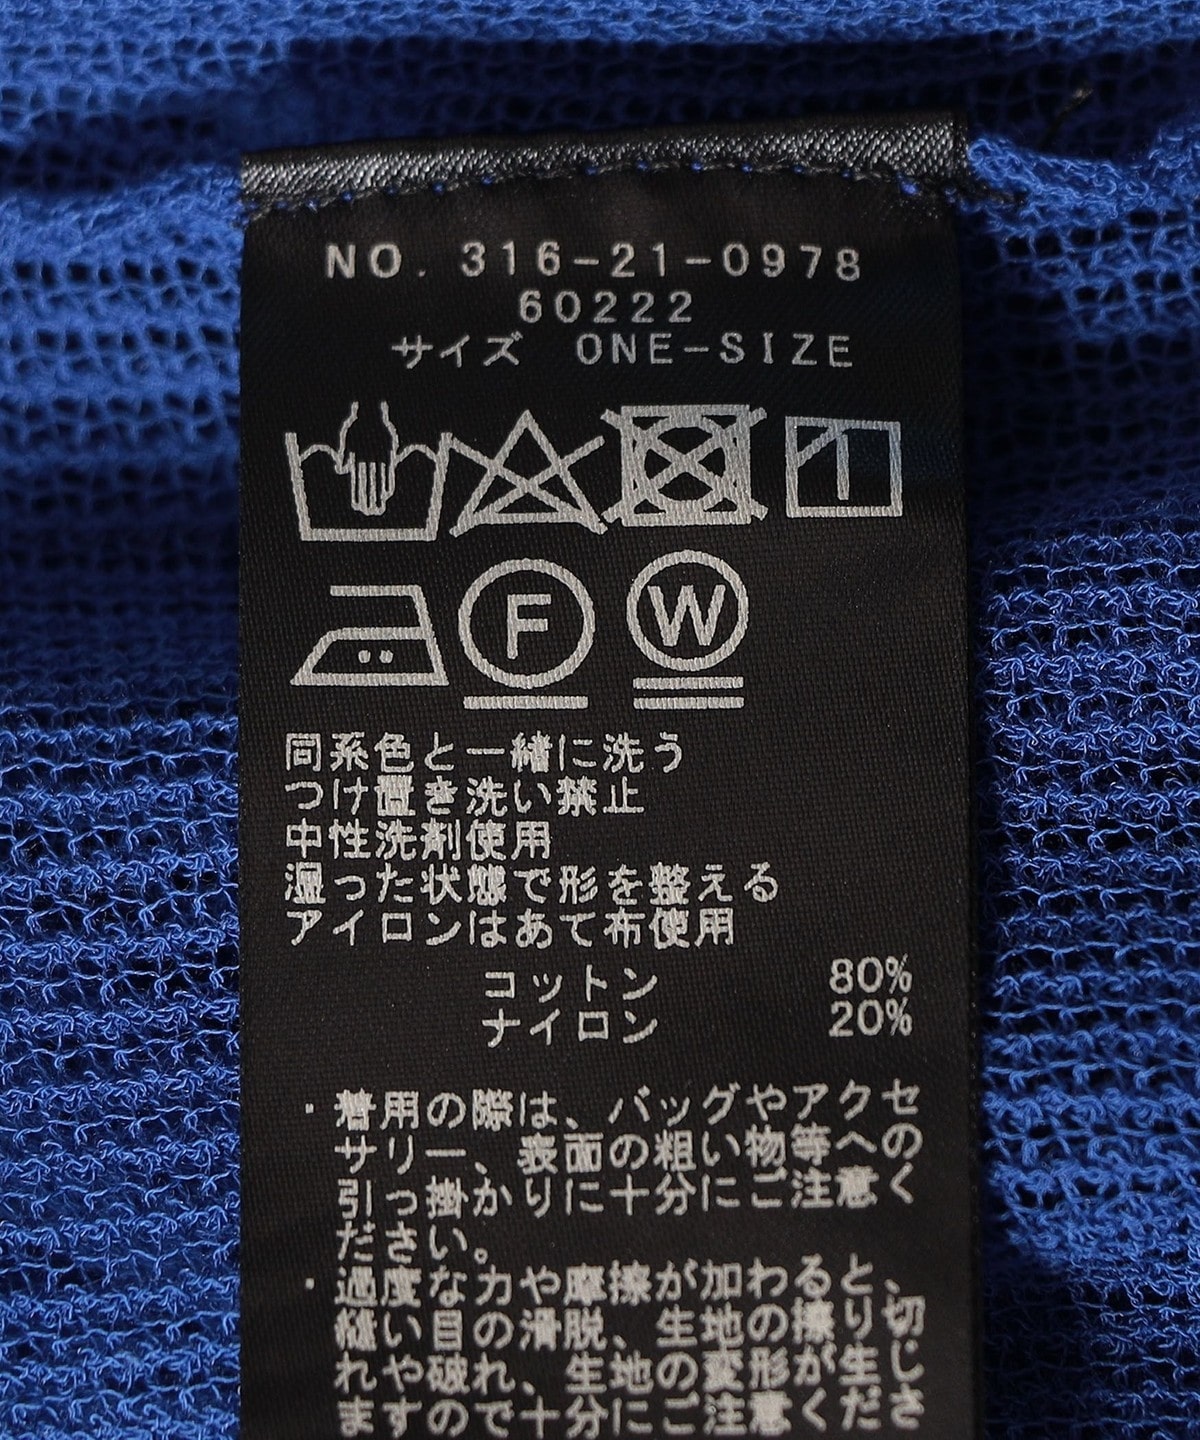 NO. 316-21-0978
60222
サイズ ONE-SIZE
F W
同系色と一緒に洗う
つけ置き洗い禁止
中性洗剤使用
湿った状態で形を整える
アイロンはあて布使用
コットン 80%
ナイロン 20%
・着用の際は、バッグやアクセ
サリー、表面の粗い物等への
引っ掛かりに十分にご注意く
ださい。
・過度な力や摩擦が加わると、
縫い目の滑脱、生地の擦り切
れや破れ、生地の変形が生じ
ますので十分にご注意くださ